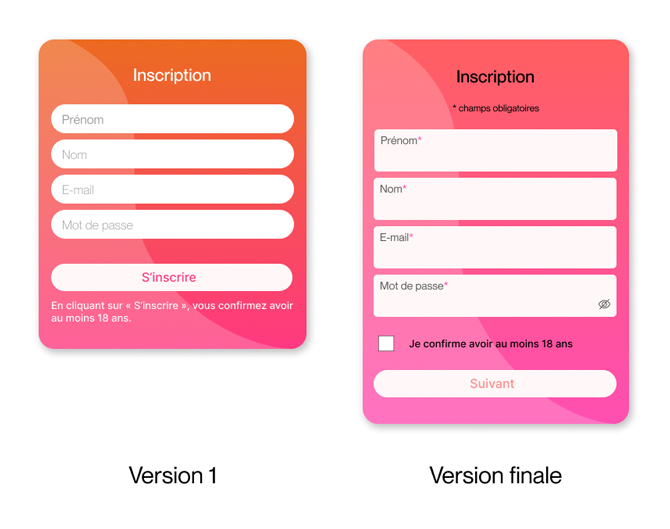 Inscription
Prénom
Nom
E-mail
Mot de passe
S'inscrire
En cliquant sur « S'inscrire », vous confirmez avoir
au moins 18 ans.
Version 1
Inscription
* champs obligatoires
Prénom*
Nom*
E-mail*
Mot de passe*
Je confirme avoir au moins 18 ans
Suivant
Version finale